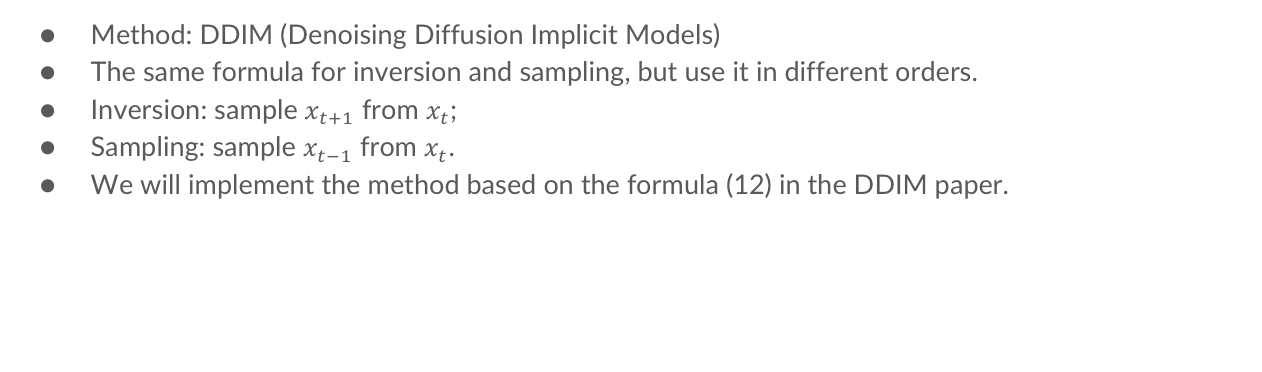 ● Method: DDIM (Denoising Diffusion Implicit Models)
● The same formula for inversion and sampling, but use it in different orders.
● Inversion: sample $x_{t+1}$ from $x_t$;
● Sampling: sample $x_{t-1}$ from $x_t$.
● We will implement the method based on the formula (12) in the DDIM paper.